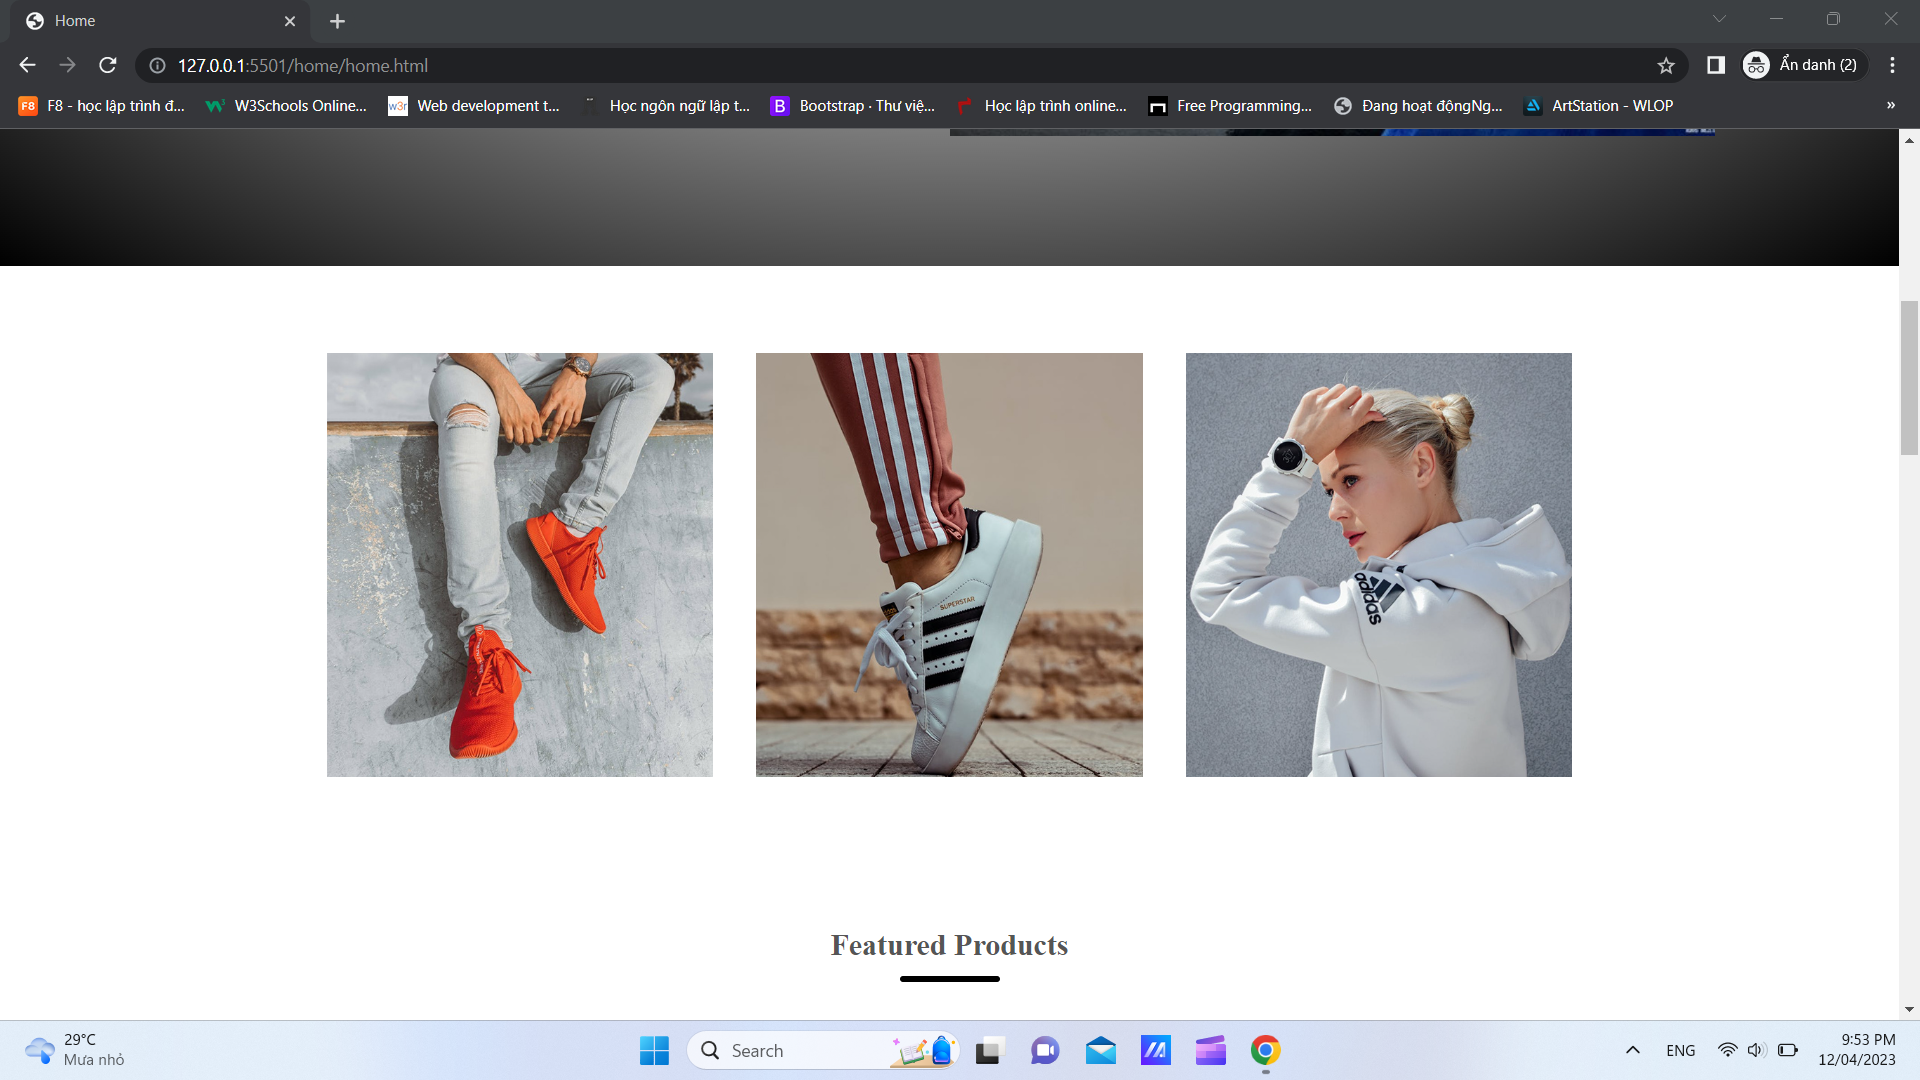 Home
127.0.0.1:5501/home/home.html
Ẩn danh (2)
F8 - học lập trình đ...
W3Schools Online...
Web development t...
Học ngôn ngữ lập t...
Bootstrap · Thư việ...
Học lập trình online...
Free Programming...
Đang hoạt độngNg...
ArtStation - WLOP
»
SUPERSTAR
adidas
Featured Products
29°C
Mưa nhỏ
Search
ENG
9:53 PM
12/04/2023